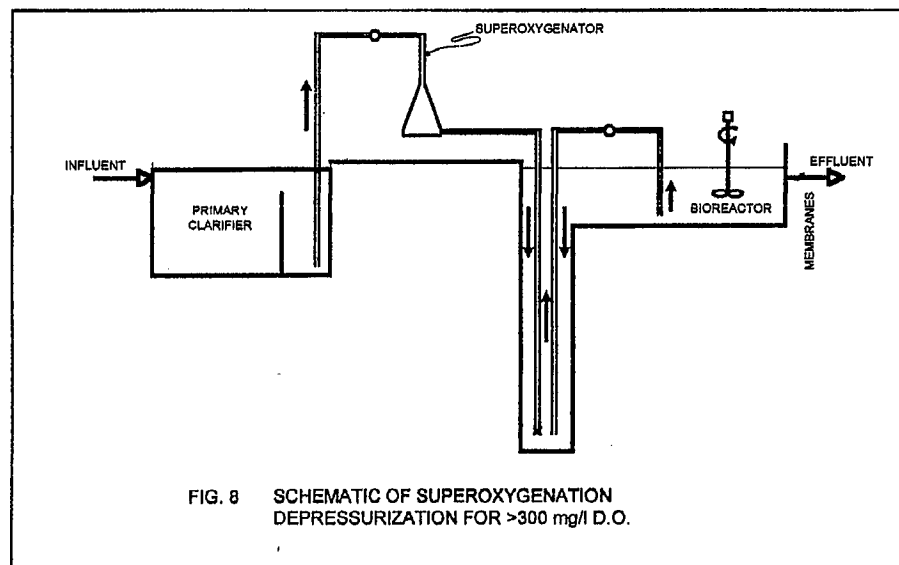 SUPEROXYGENATOR
INFLUENT
EFFLUENT
PRIMARY
CLARIFIER
BIOREACTOR
MEMBRANES
FIG. 8 SCHEMATIC OF SUPEROXYGENATION
DEPRESSURIZATION FOR >300 mg/l D.O.